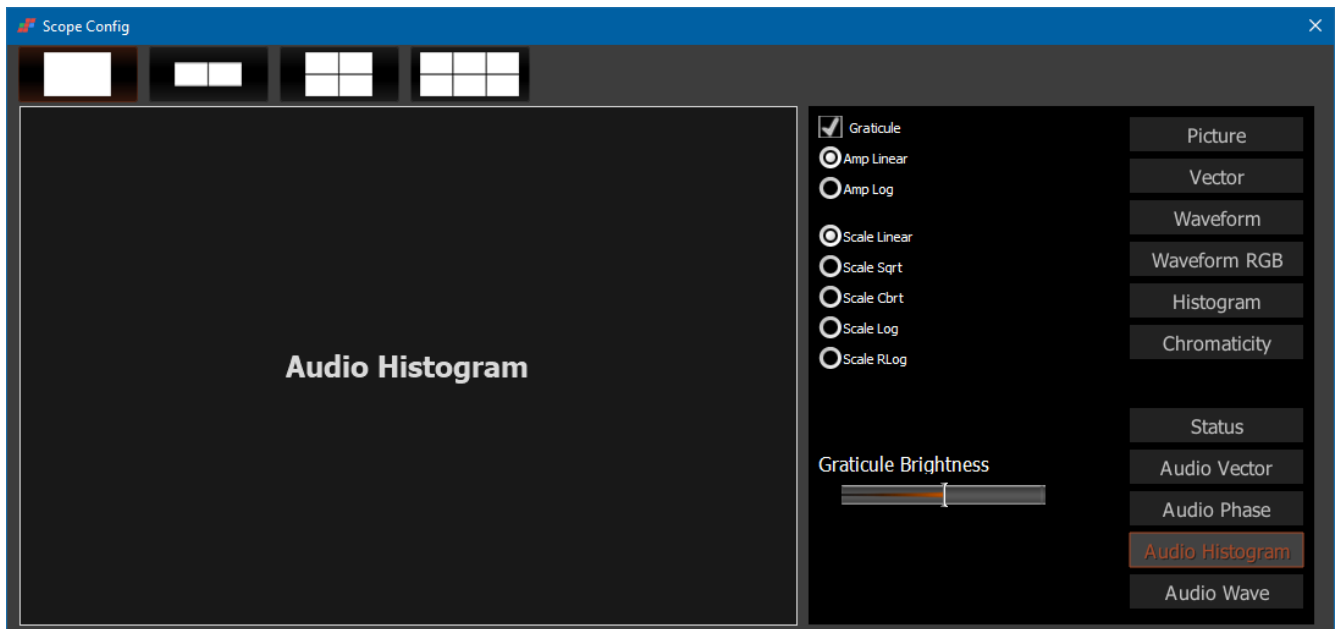 Scope Config
Graticule
Amp Linear
Amp Log
Scale Linear
Scale Sqrt
Scale Cbrt
Scale Log
Scale RLog
Graticule Brightness
Audio Histogram
Picture
Vector
Waveform
Waveform RGB
Histogram
Chromaticity
Status
Audio Vector
Audio Phase
Audio Histogram
Audio Wave